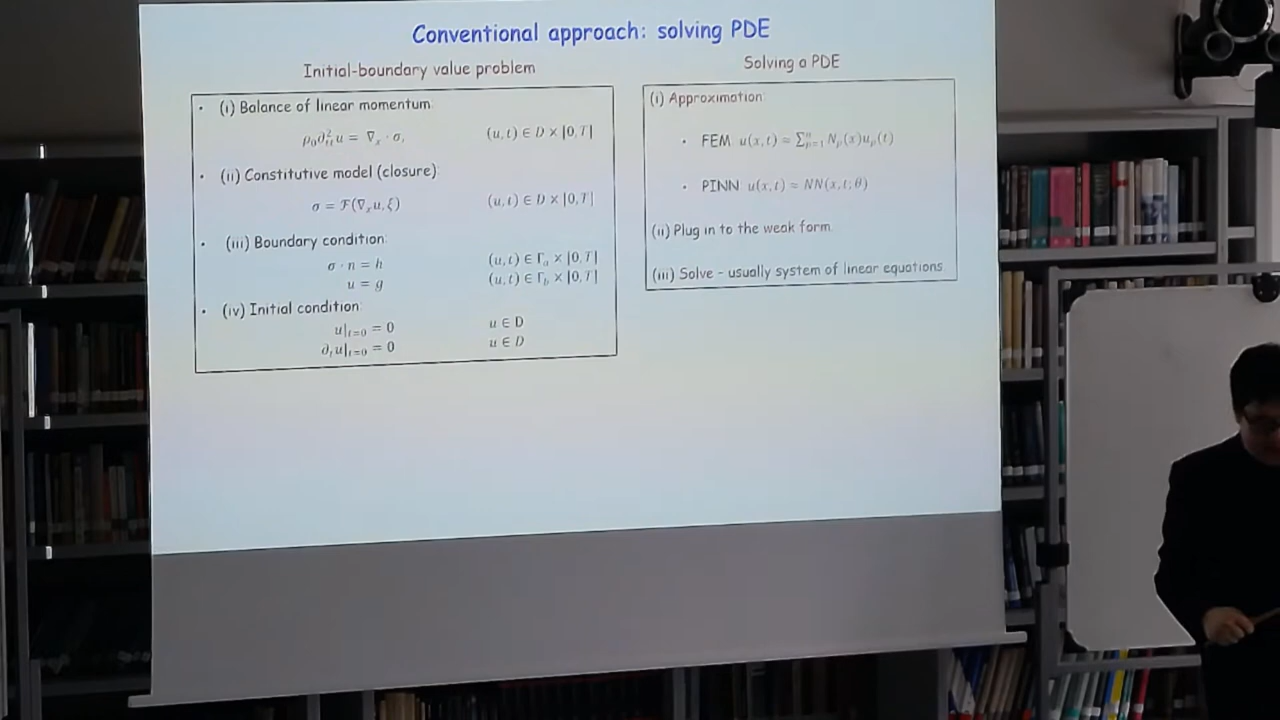 Conventional approach: solving PDE
Initial-boundary value problem
• (i) Balance of linear momentum:
ρ₀∂²ₜₜu = ∇ₓ · σ, (u, t) ∈ D × [0, T]
• (ii) Constitutive model (closure):
σ = F(∇ₓu, ξ) (u, t) ∈ D × [0, T]
• (iii) Boundary condition:
σ · n = h (u, t) ∈ Γₐ × [0, T]
u = g (u, t) ∈ Γ_b × [0, T]
• (iv) Initial condition:
u|ₜ₌₀ = 0 u ∈ D
∂ₜu|ₜ₌₀ = 0 u ∈ D
Solving a PDE
(i) Approximation:
• FEM u(x, t) ≈ Σⁿₚ₌₁ Nₚ(x)uₚ(t)
• PINN u(x, t) ≈ NN(x, t; θ)
(ii) Plug in to the weak form.
(iii) Solve - usually system of linear equations.